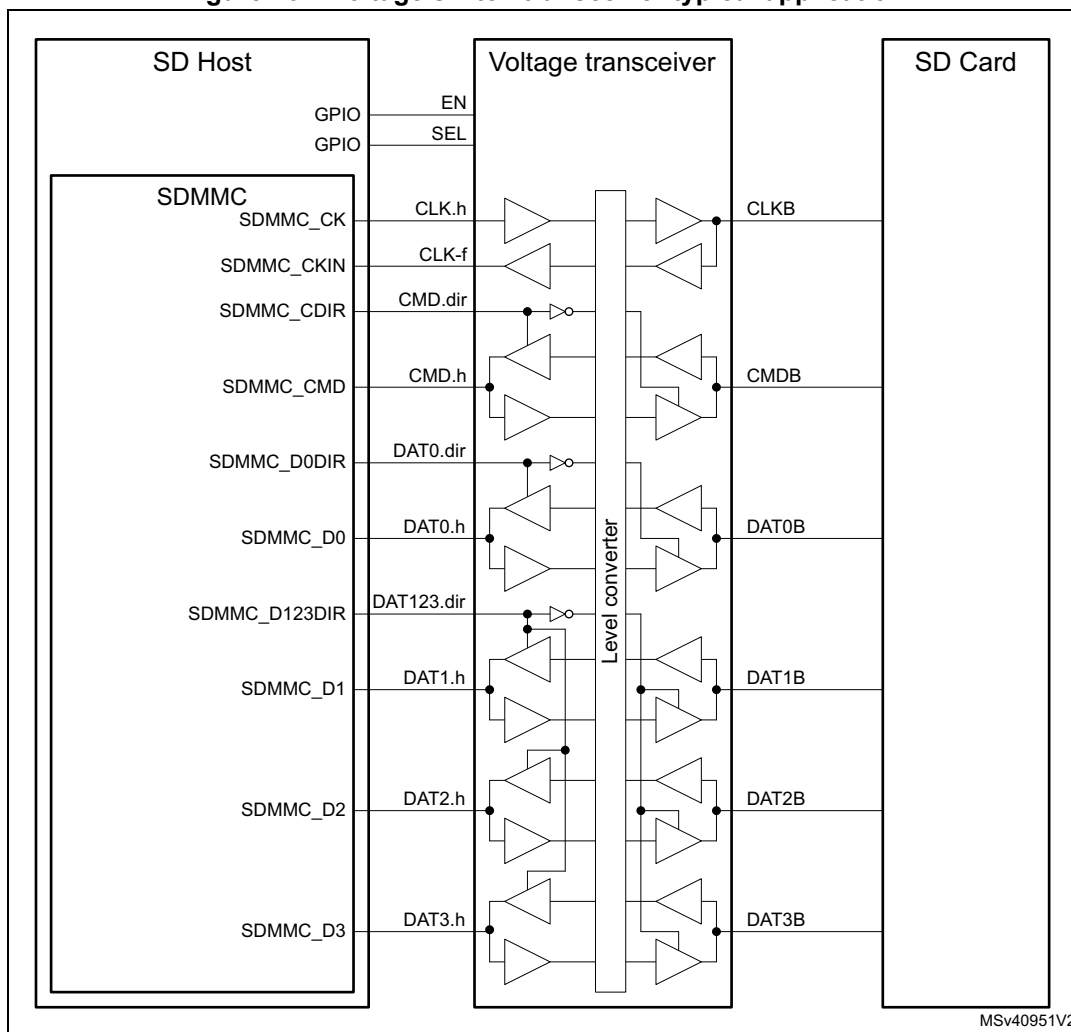 SD Host
Voltage transceiver
SD Card
GPIO
EN
GPIO
SEL
SDMMC
SDMMC_CK
CLK.h
CLKB
SDMMC_CKIN
CLK-f
SDMMC_CDIR
CMD.dir
SDMMC_CMD
CMD.h
CMDB
SDMMC_D0DIR
DAT0.dir
SDMMC_D0
DAT0.h
DAT0B
Level converter
SDMMC_D123DIR
DAT123.dir
SDMMC_D1
DAT1.h
DAT1B
SDMMC_D2
DAT2.h
DAT2B
SDMMC_D3
DAT3.h
DAT3B
MSv40951V2